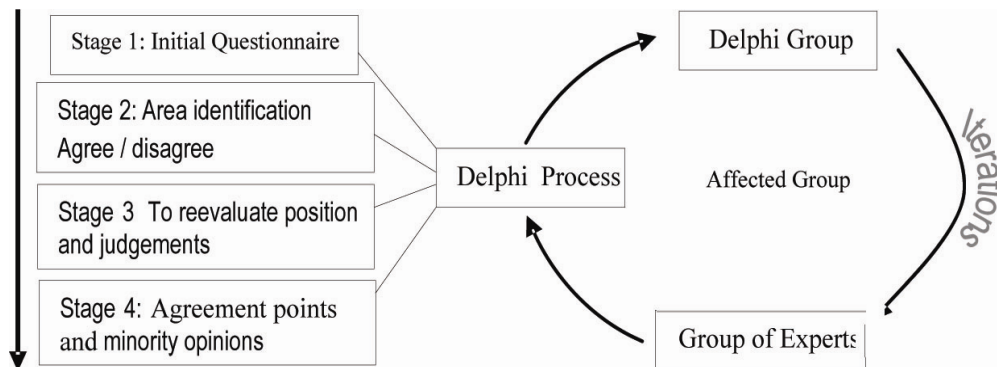 Stage 1: Initial Questionnaire
Stage 2: Area identification
Agree / disagree
Stage 3 To reevaluate position
and judgements
Stage 4: Agreement points
and minority opinions
Delphi Process
Delphi Group
Affected Group
Iterations
Group of Experts